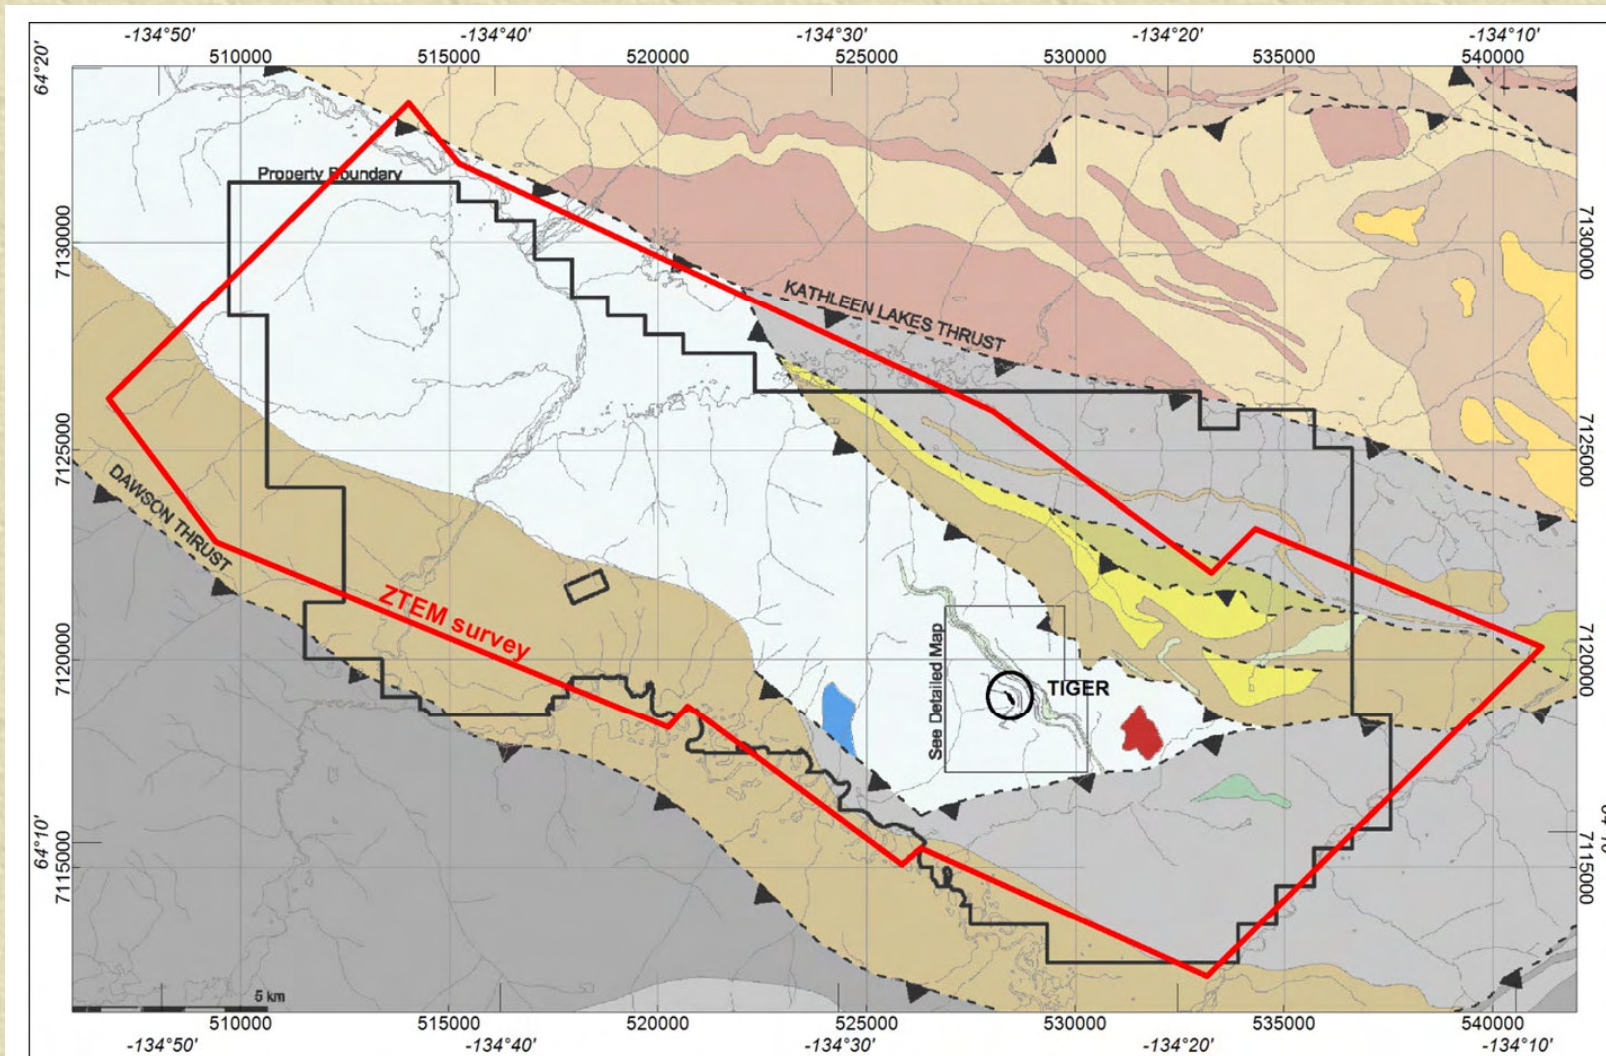 -134°50' -134°40' -134°30' -134°20' -134°10'
510000 515000 520000 525000 530000 535000 540000
64°20'
Property Boundary
7130000 7130000
KATHLEEN LAKES THRUST
7125000 7125000
DAWSON THRUST
ZTEM survey
See Detailed Map
TIGER
7120000 7120000
64°10'
7115000 7115000
5 km
510000 515000 520000 525000 530000 535000 540000
-134°50' -134°40' -134°30' -134°20' -134°10'